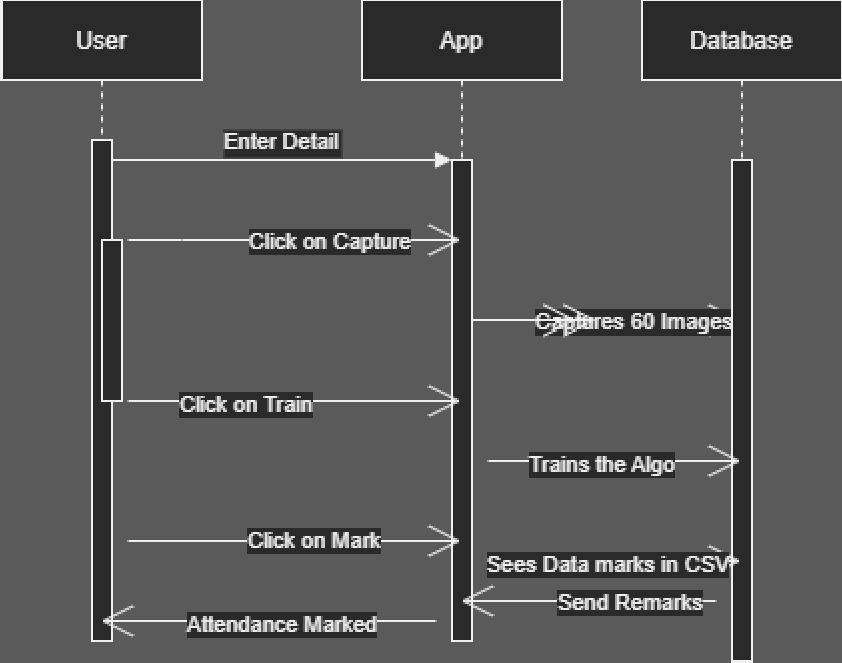 User
App
Database
Enter Detail
Click on Capture
Captures 60 Images
Click on Train
Trains the Algo
Click on Mark
Sees Data marks in CSV
Send Remarks
Attendance Marked